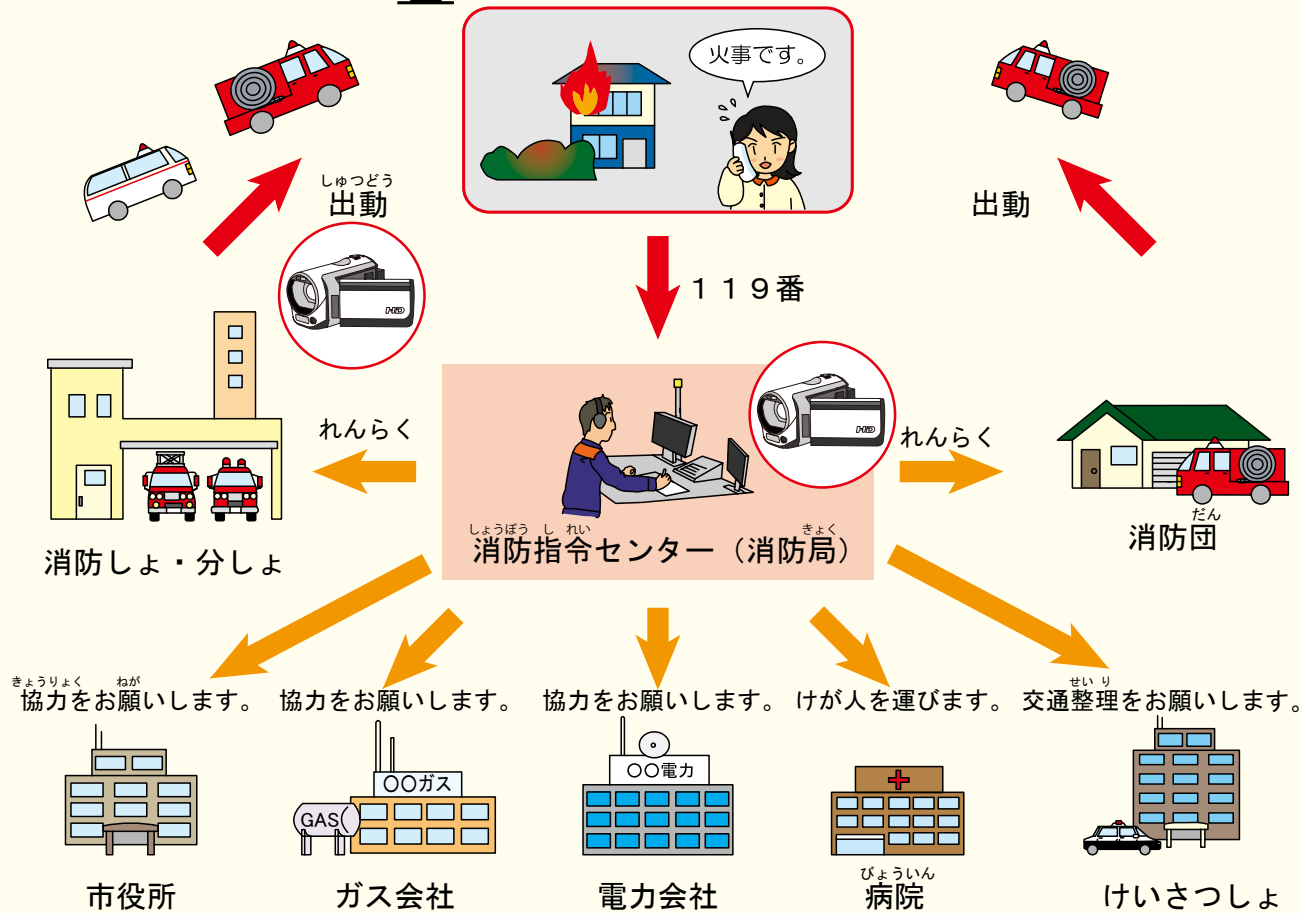 火事です。
しゅつどう
出動
出動
119番
HD
HD
れんらく
れんらく
しょうぼう しれい きょく
消防指令センター（消防局）
消防しょ・分しょ
だん
消防団
きょうりょく ねが
協力をお願いします。
協力をお願いします。
協力をお願いします。
けが人を運びます。
せいり
交通整理をお願いします。
〇〇ガス
GAS
〇〇電力
市役所
ガス会社
電力会社
びょういん
病院
けいさつしょ